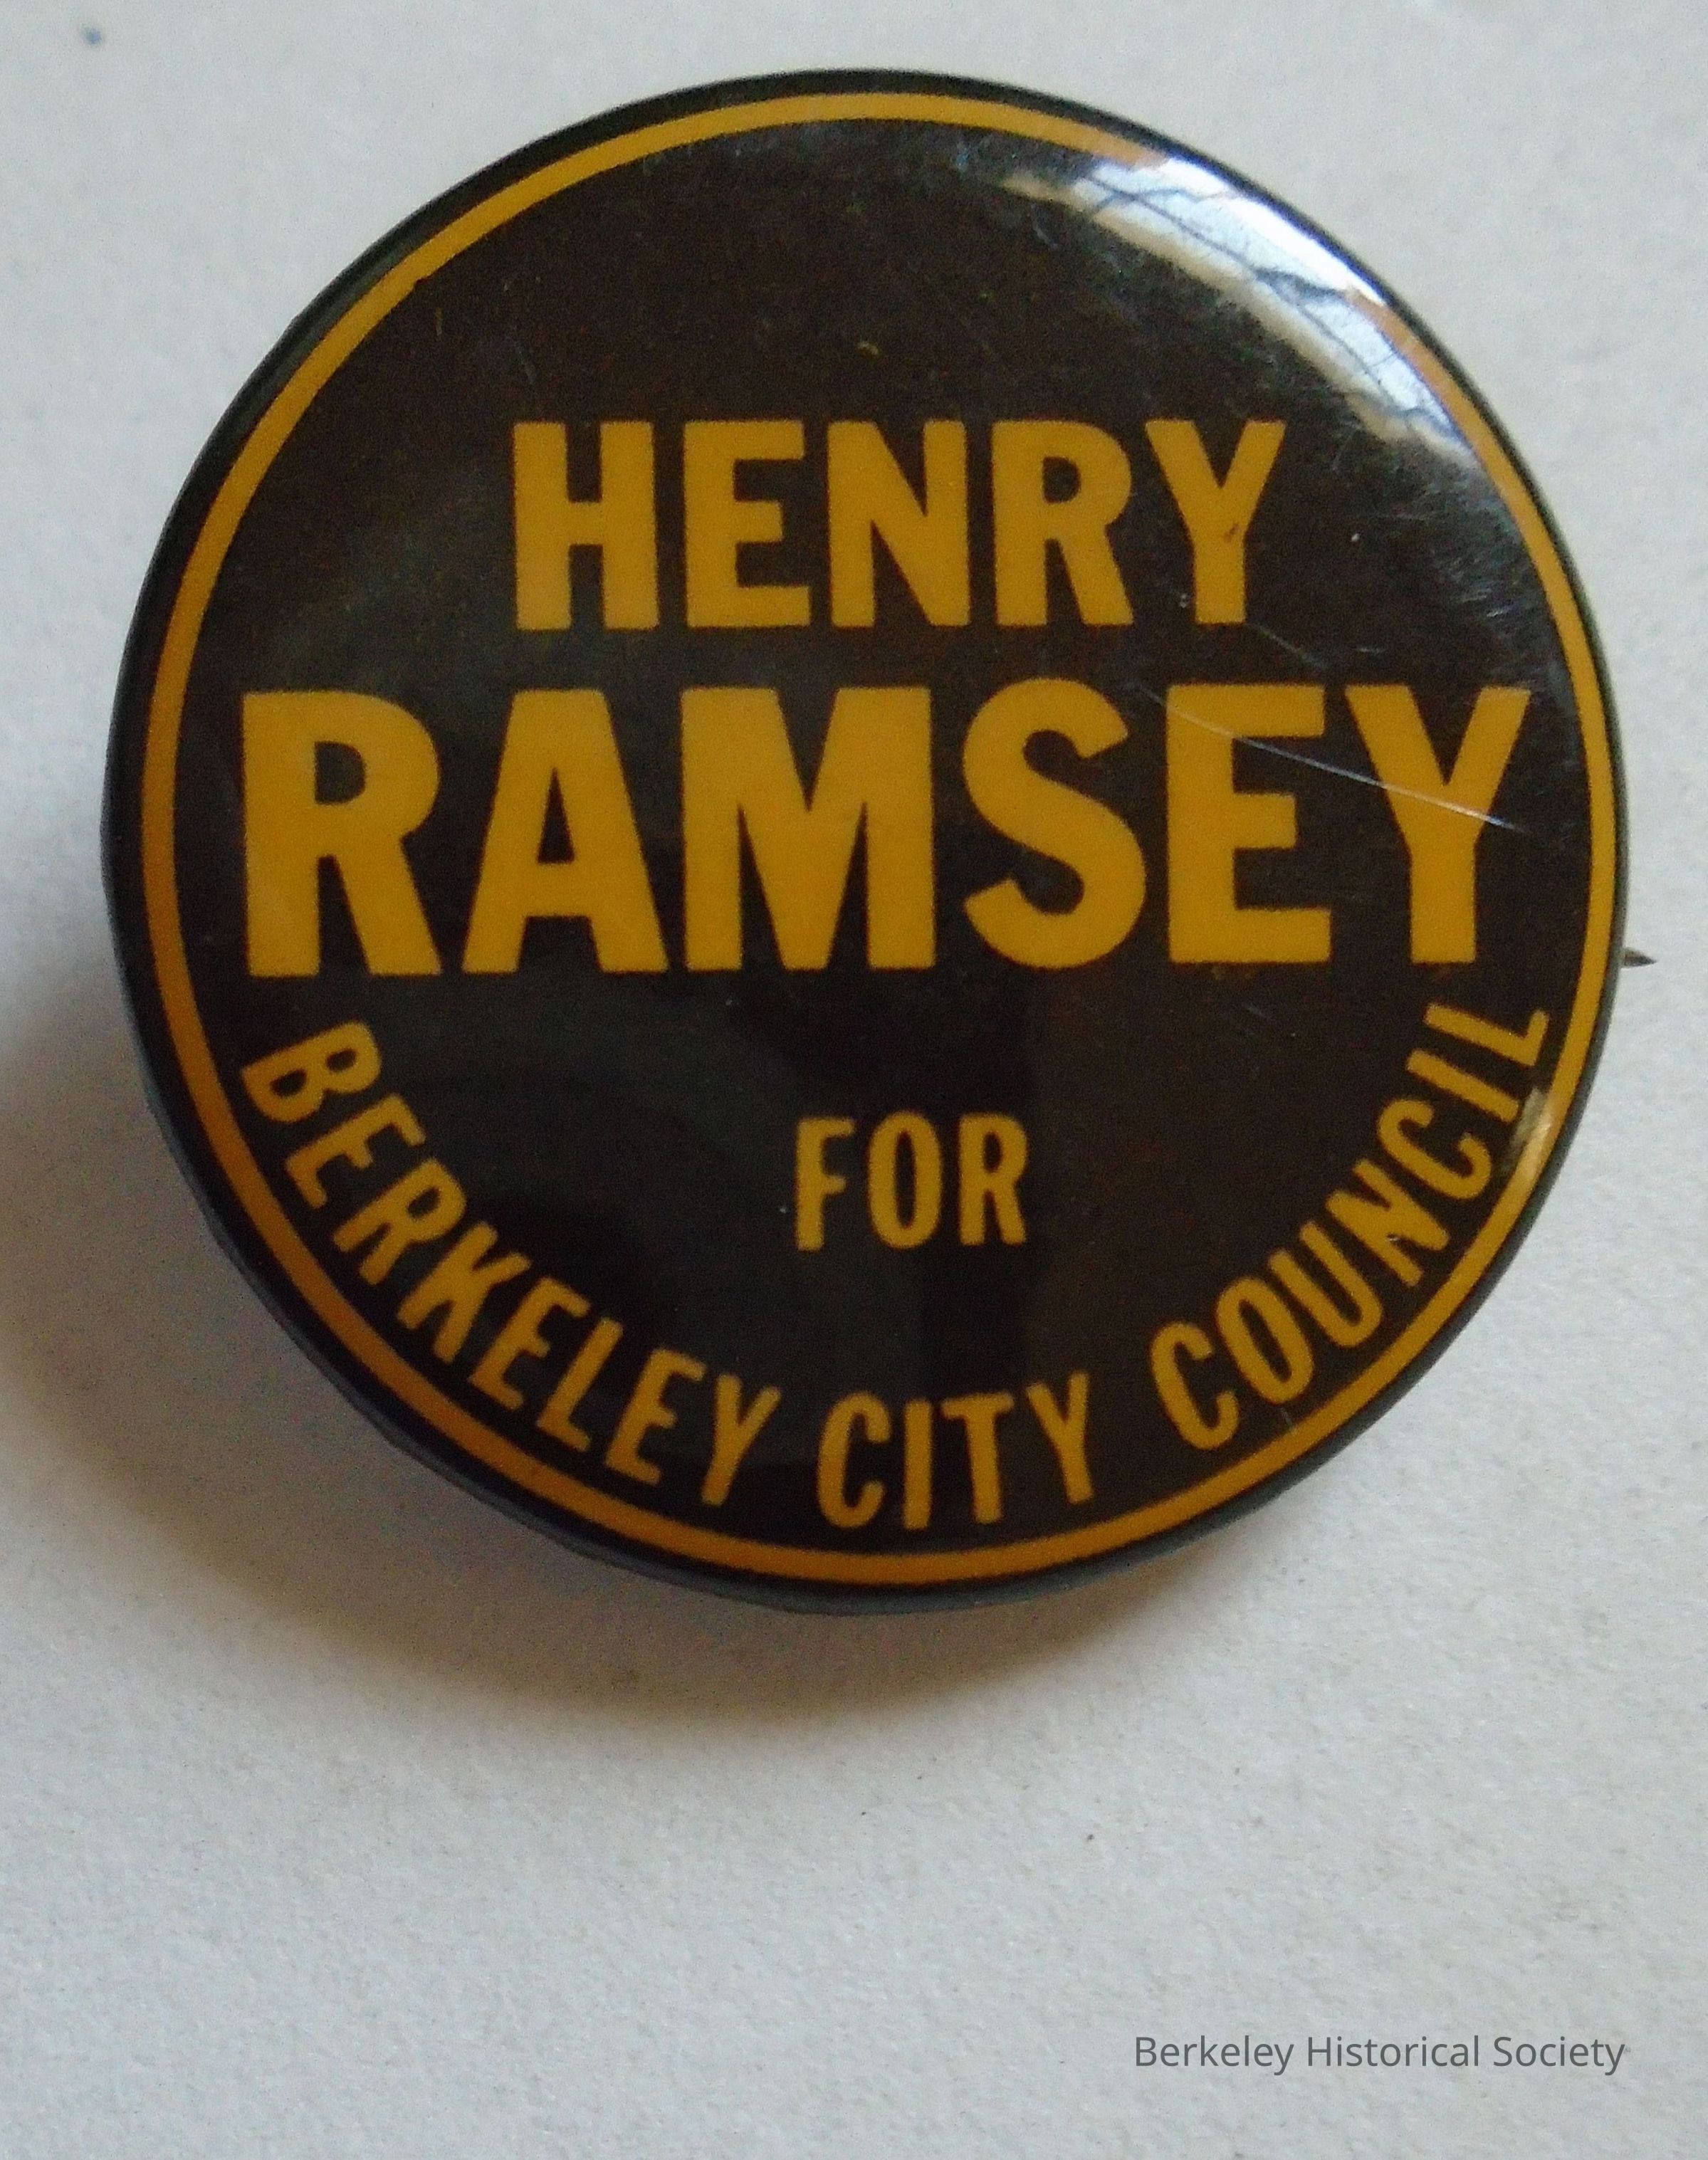 HENRY
RAMSEY
FOR
BERKELEY CITY COUNCIL
Berkeley Historical Society